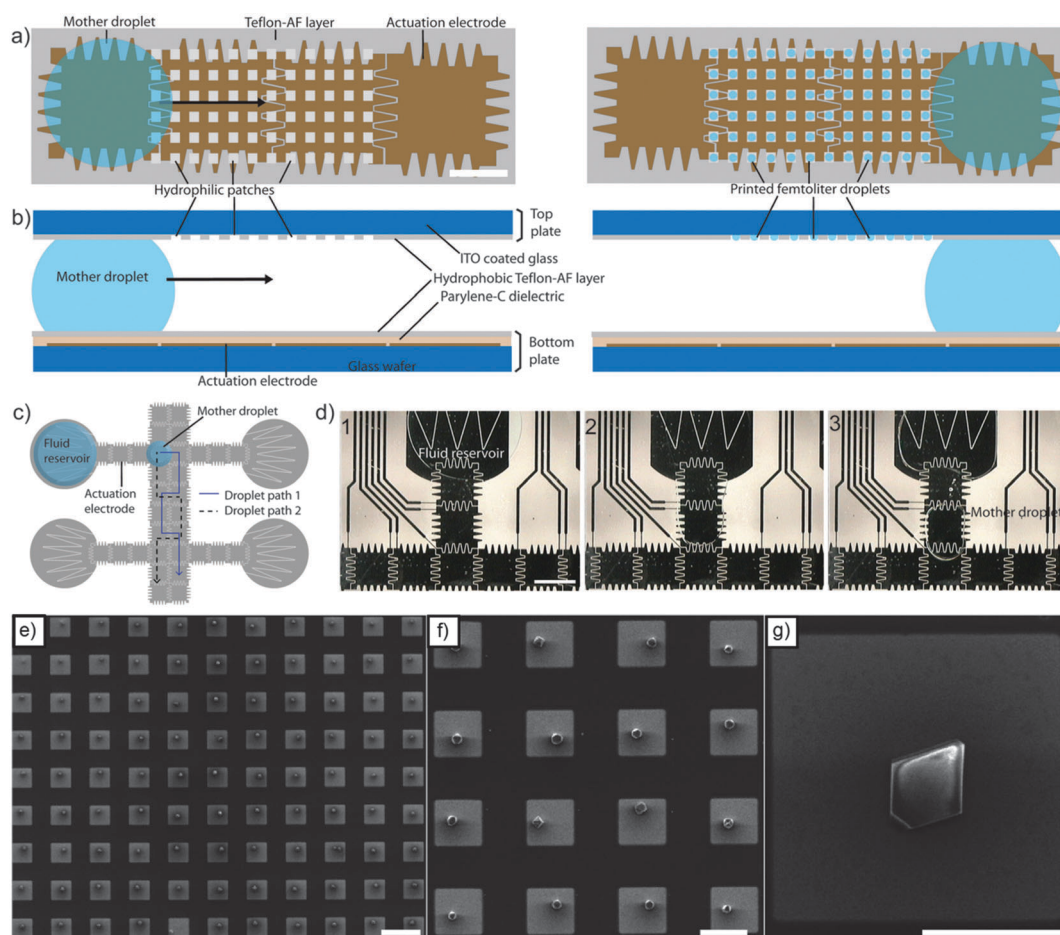 a)
Mother droplet
Teflon-AF layer
Actuation electrode
Hydrophilic patches
Printed femtoliter droplets
b)
Top
plate
ITO coated glass
Mother droplet
Hydrophobic Teflon-AF layer
Parylene-C dielectric
Bottom
plate
Glass wafer
Actuation electrode
c)
Mother droplet
Fluid
reservoir
Actuation
electrode
Droplet path 1
Droplet path 2
d)
1
Fluid reservoir
2
3
Mother droplet
e)
f)
g)